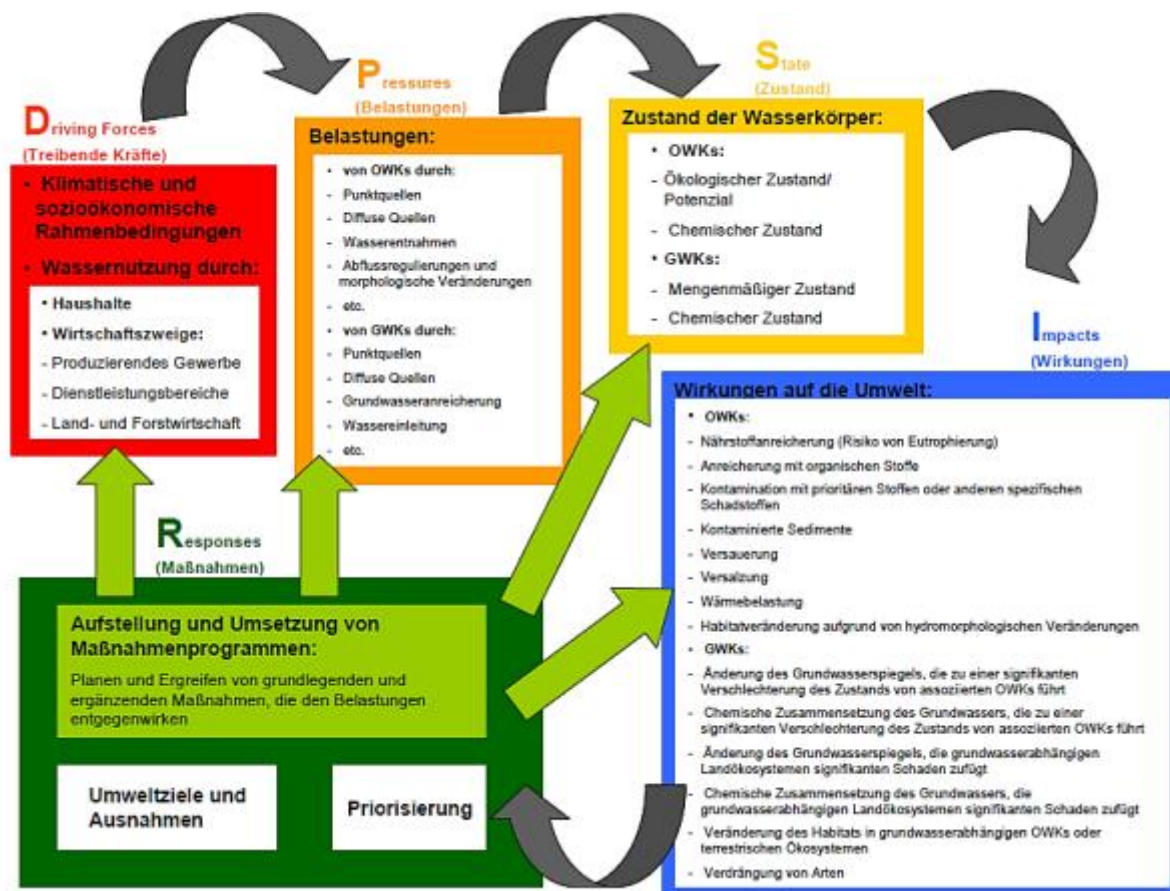 Driving Forces
(Treibende Kräfte)
- Klimatische und
sozioökonomische
Rahmenbedingungen
- Wassernutzung durch:
• Haushalte
• Wirtschaftszweige:
- Produzierendes Gewerbe
- Dienstleistungsbereiche
- Land- und Forstwirtschaft
Pressures
(Belastungen)
Belastungen:
• von OWKs durch:
- Punktquellen
- Diffuse Quellen
- Wasserentnahmen
- Abflussregulierungen und
morphologische Veränderungen
- etc.
• von GWKs durch:
- Punktquellen
- Diffuse Quellen
- Grundwasseranreicherung
- Wassereinleitung
- etc.
State
(Zustand)
Zustand der Wasserkörper:
• OWKs:
- Ökologischer Zustand/
Potenzial
- Chemischer Zustand
• GWKs:
- Mengenmäßiger Zustand
- Chemischer Zustand
Impacts
(Wirkungen)
Wirkungen auf die Umwelt:
• OWKs:
- Nährstoffanreicherung (Risiko von Eutrophierung)
- Anreicherung mit organischen Stoffe
- Kontamination mit prioritären Stoffen oder anderen spezifischen
Schadstoffen
- Kontaminierte Sedimente
- Versauerung
- Versalzung
- Wärmebelastung
- Habitatveränderung aufgrund von hydromorphologischen Veränderungen
• GWKs:
- Änderung des Grundwasserspiegels, die zu einer signifikanten
Verschlechterung des Zustands von assoziierten OWKs führt
- Chemische Zusammensetzung des Grundwassers, die zu einer
signifikanten Verschlechterung des Zustands von assoziierten OWKs führt
- Änderung des Grundwasserspiegels, die grundwasserabhängigen
Landökosystemen signifikanten Schaden zufügt
- Chemische Zusammensetzung des Grundwassers, die
grundwasserabhängigen Landökosystemen signifikanten Schaden zufügt
- Veränderung des Habitats in grundwasserabhängigen OWKs oder
terrestrischen Ökosystemen
- Verdrängung von Arten
Responses
(Maßnahmen)
Aufstellung und Umsetzung von
Maßnahmenprogrammen:
Planen und Ergreifen von grundlegenden und
ergänzenden Maßnahmen, die den Belastungen
entgegenwirken
Umweltziele und
Ausnahmen
Priorisierung